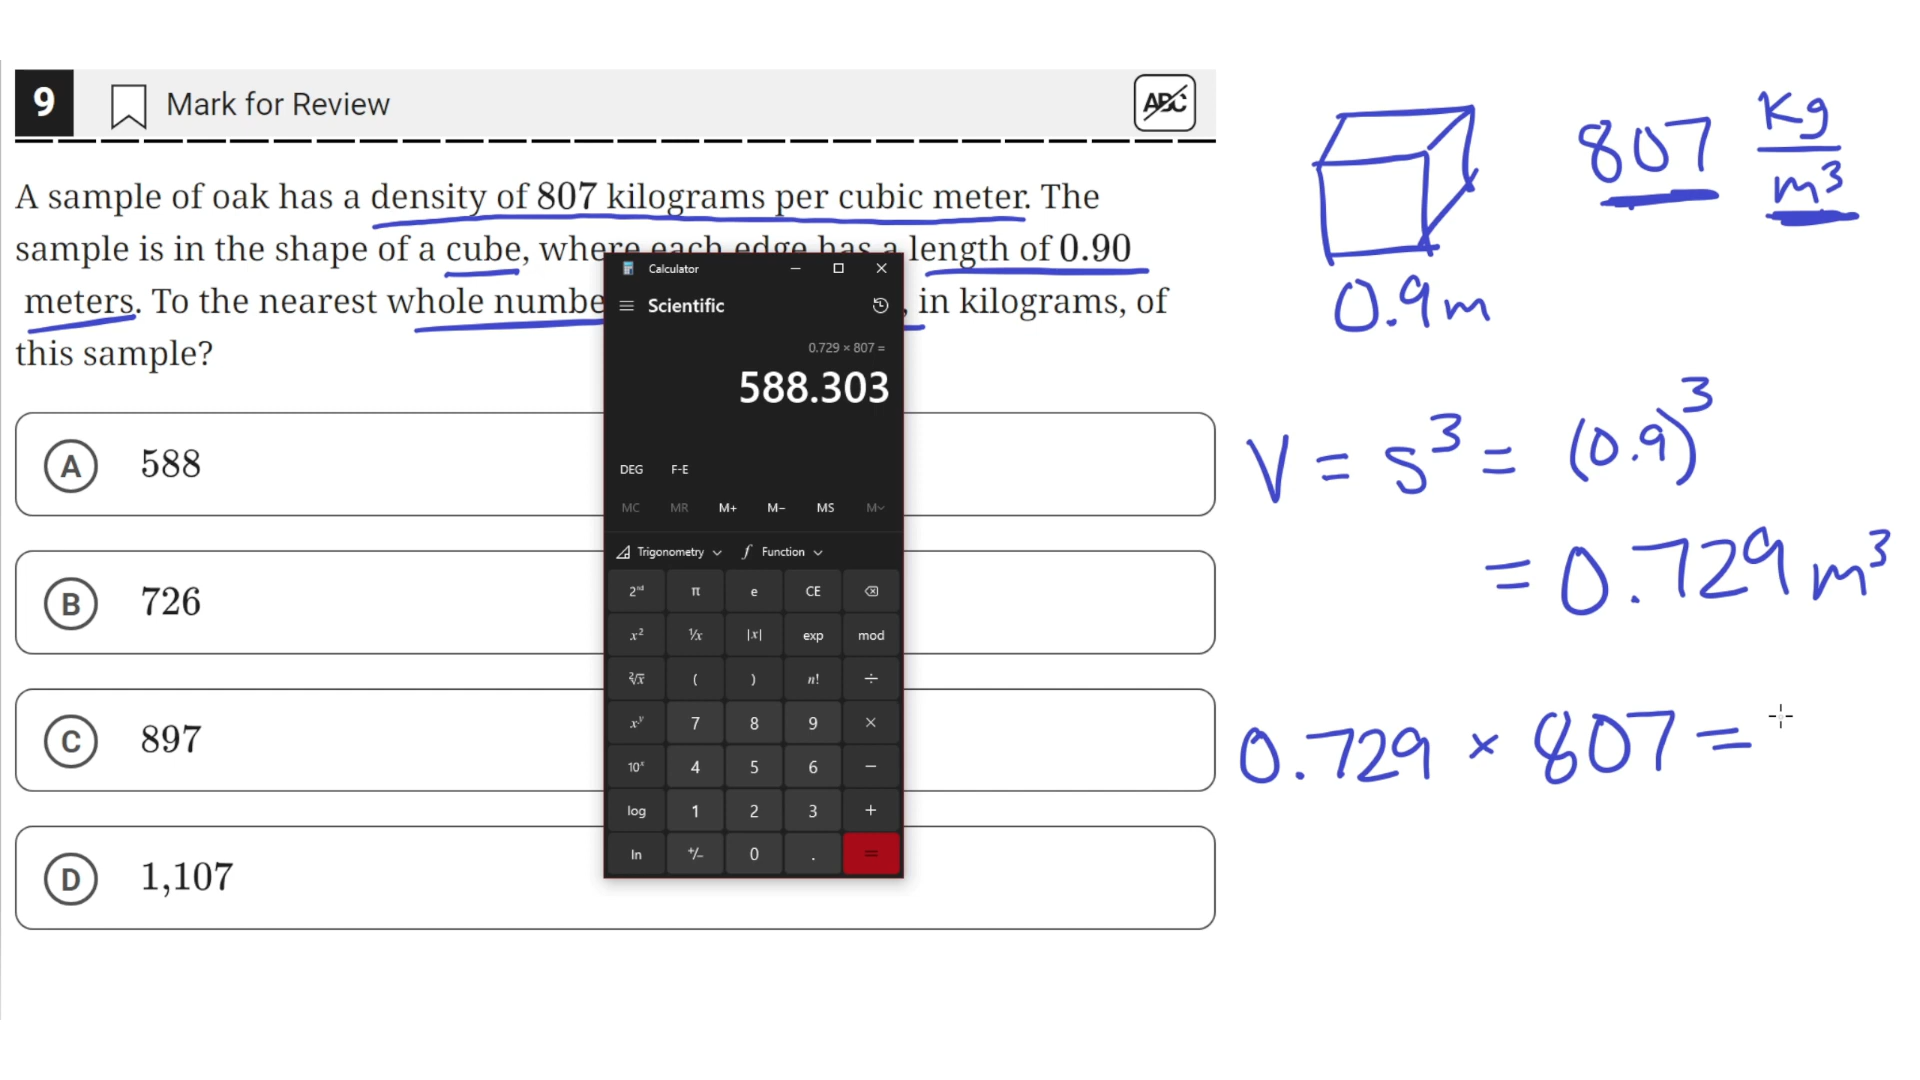 9 Mark for Review ABC
A sample of oak has a density of 807 kilograms per cubic meter. The
sample is in the shape of a cube, where each edge has a length of 0.90
meters. To the nearest whole numbe , in kilograms, of
this sample?
A 588
B 726
C 897
D 1,107
Calculator
Scientific
0.729 × 807 =
588.303
DEG F-E
MC MR M+ M− MS M
Trigonometry f Function
2ⁿᵈ π e CE
x² ⅟x |x| exp mod
²√x ( ) n! ÷
xʸ 7 8 9 ×
10ˣ 4 5 6 −
log 1 2 3 +
ln +/− 0 . =
807 Kg/m³
0.9m
V = s³ = (0.9)³
= 0.729 m³
0.729 × 807 =